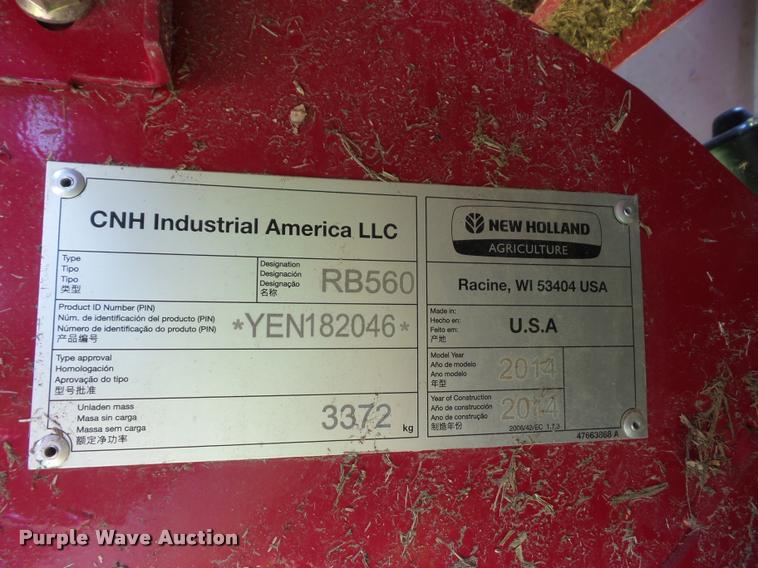 CNH Industrial America LLC
Type
Tipo
Tipo
类型
Designation
Designación
Designação
名称
RB560
Product ID Number (PIN)
Núm. de identificación del producto (PIN)
Número de identificação do produto (PIN)
产品编号
*YEN182046*
Type approval
Homologación
Aprovação do tipo
型号批准
Unladen mass
Masa sin carga
Massa sem carga
额定净功率
3372 kg
NEW HOLLAND
AGRICULTURE
Racine, WI 53404 USA
Made in:
Hecho en:
Feito em:
产地
U.S.A
Model Year
Año de modelo
Ano modelo
年型
2014
Year of Construction
Año de construcción
Ano de construção
制造年份
2014
2006/42/EC 1.7.3
47663868 A
Purple Wave Auction